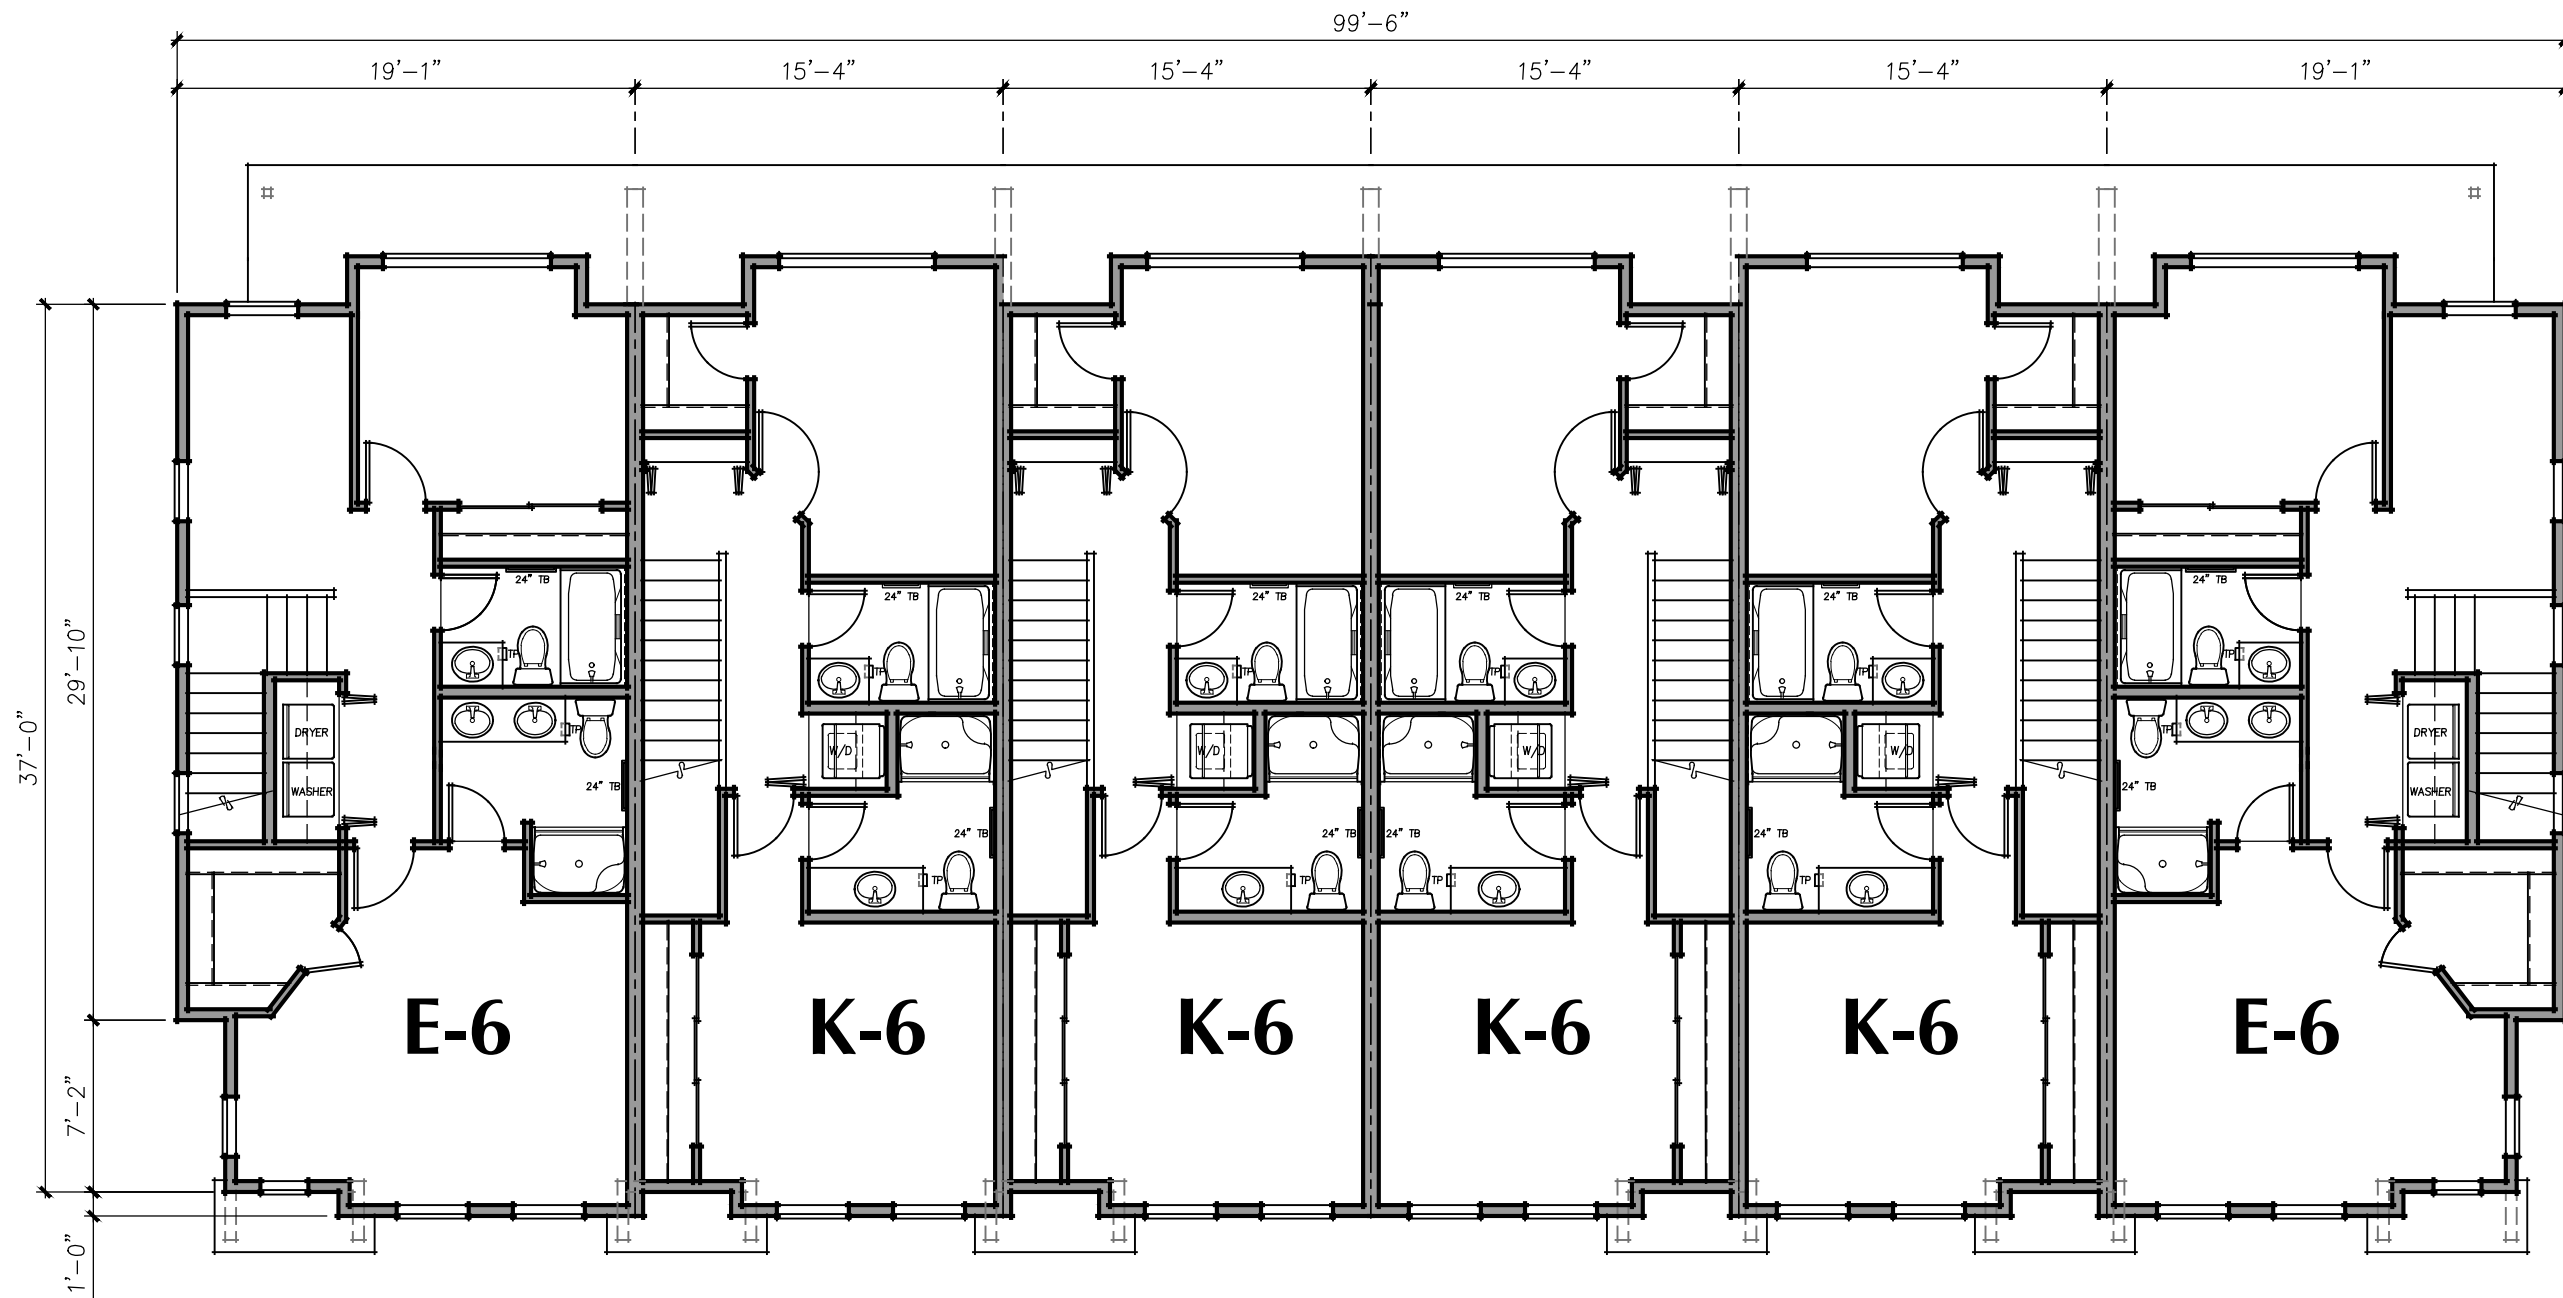 99'-6"
19'-1" 15'-4" 15'-4" 15'-4" 15'-4" 19'-1"
24" TB 24" TB
24" TB 24" TB 24" TB 24" TB
29'-10"
TP TP
TP TP TP TP
37'-0"
TP TP
DRYER DRYER
W/D W/D W/D W/D
24" TB 24" TB
WASHER WASHER
24" TB 24" TB 24" TB 24" TB
TP TP TP TP
E-6 K-6 K-6 K-6 K-6 E-6
7'-2"
1'-0"